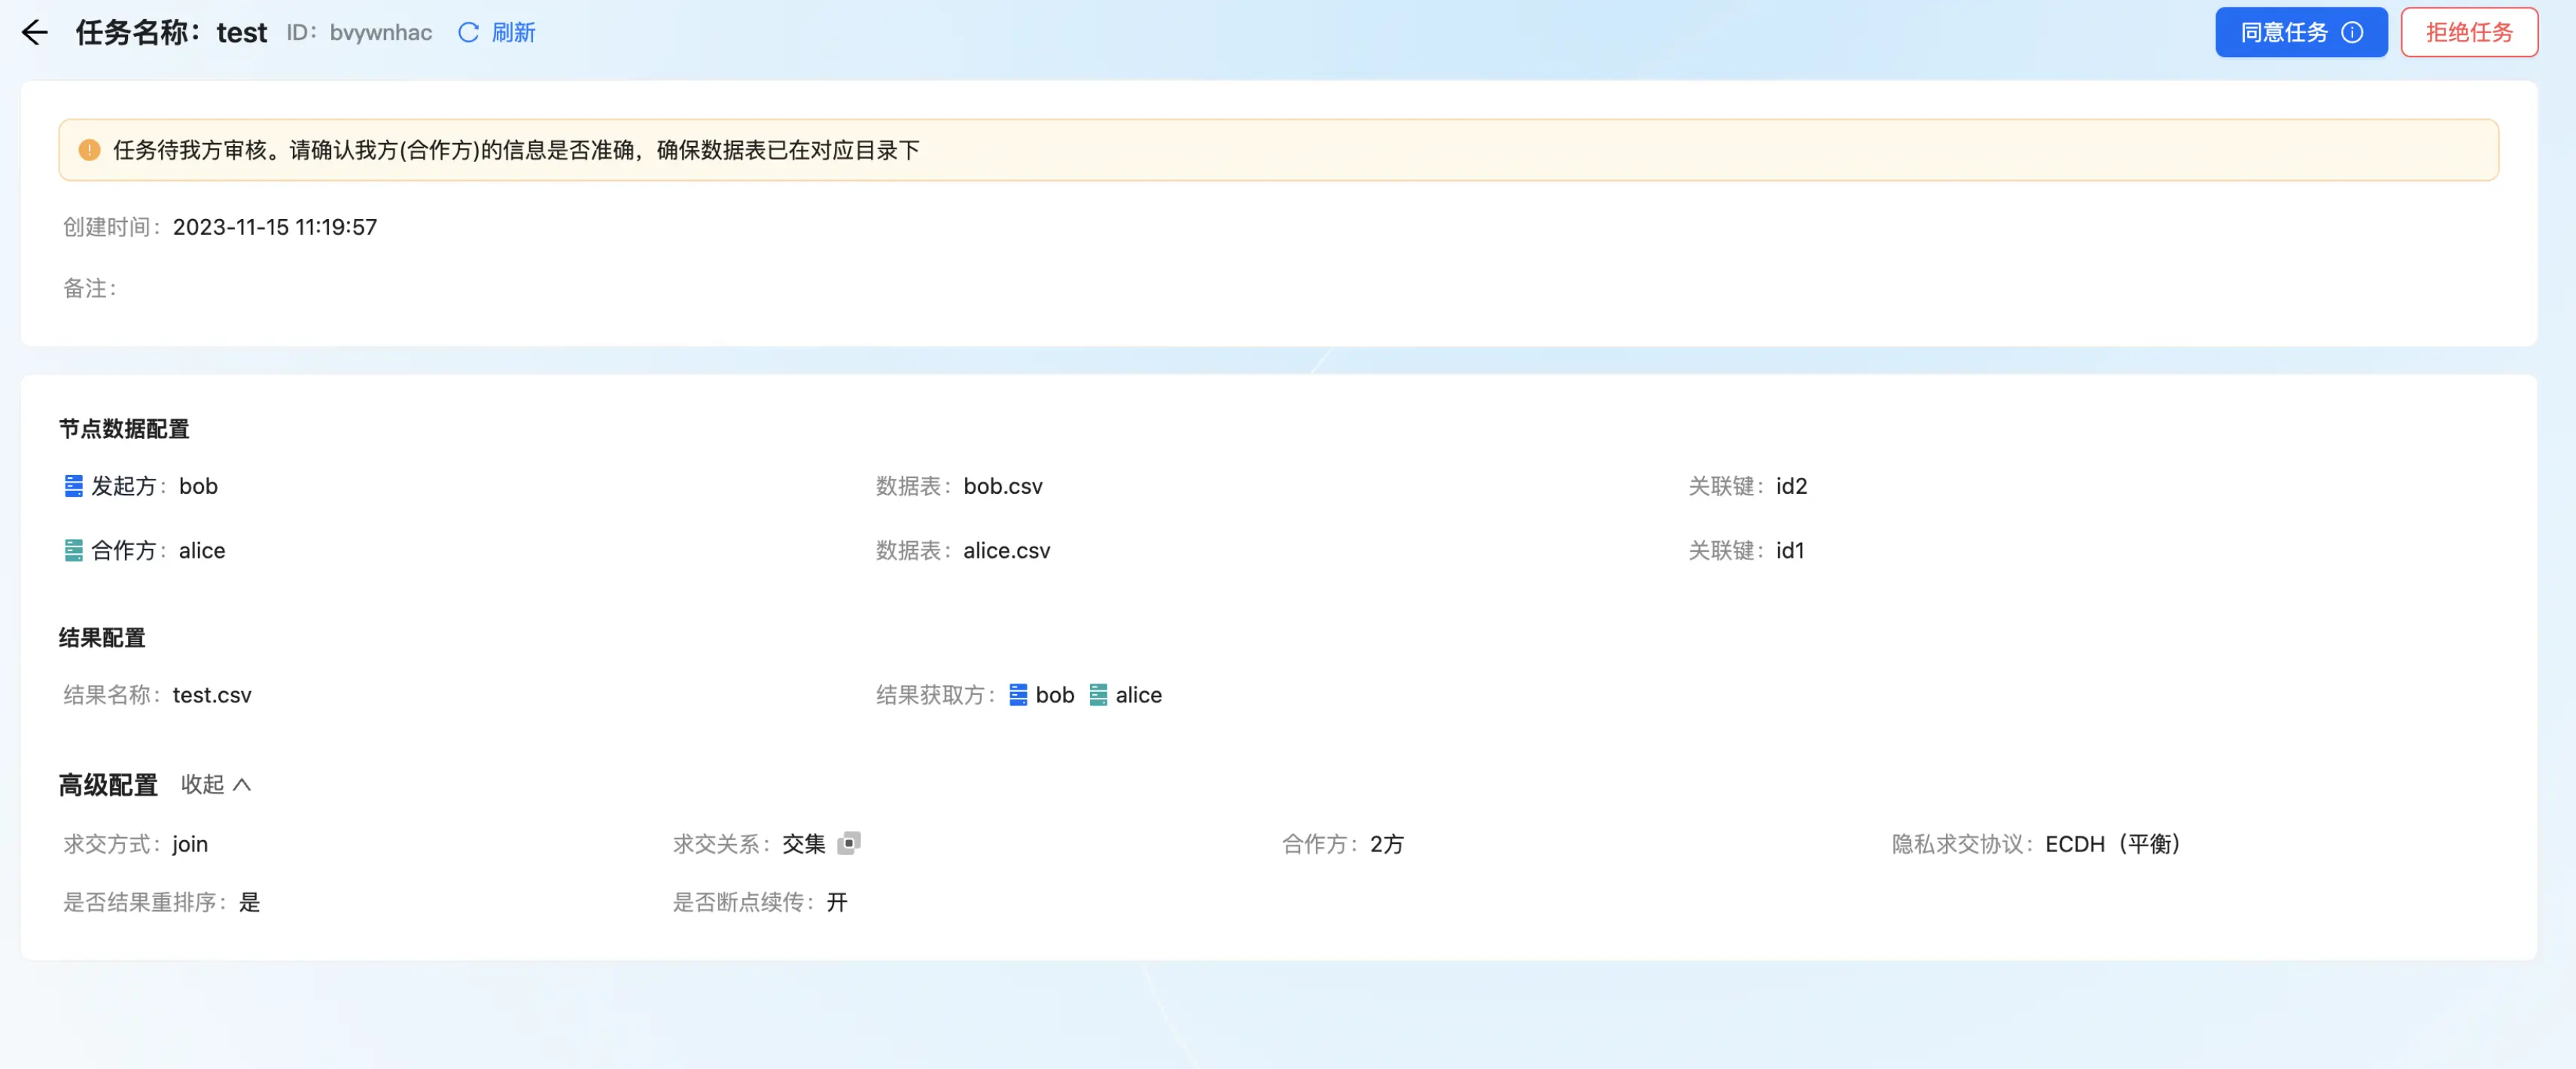 任务名称：test ID：bvywnhac 刷新 同意任务 拒绝任务
任务待我方审核。请确认我方(合作方)的信息是否准确，确保数据表已在对应目录下
创建时间：2023-11-15 11:19:57
备注：
节点数据配置
发起方：bob 数据表：bob.csv 关联键：id2
合作方：alice 数据表：alice.csv 关联键：id1
结果配置
结果名称：test.csv 结果获取方：bob alice
高级配置 收起
求交方式：join 求交关系：交集 合作方：2方 隐私求交协议：ECDH（平衡）
是否结果重排序：是 是否断点续传：开